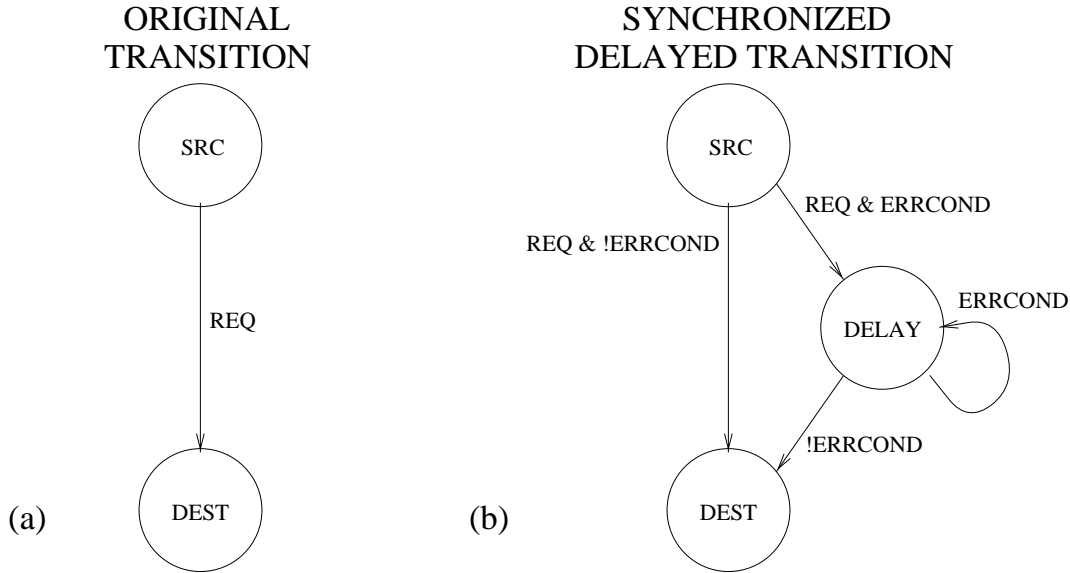 ORIGINAL
TRANSITION
SRC
REQ
DEST
(a)
SYNCHRONIZED
DELAYED TRANSITION
SRC
REQ & ERRCOND
REQ & !ERRCOND
ERRCOND
DELAY
!ERRCOND
DEST
(b)